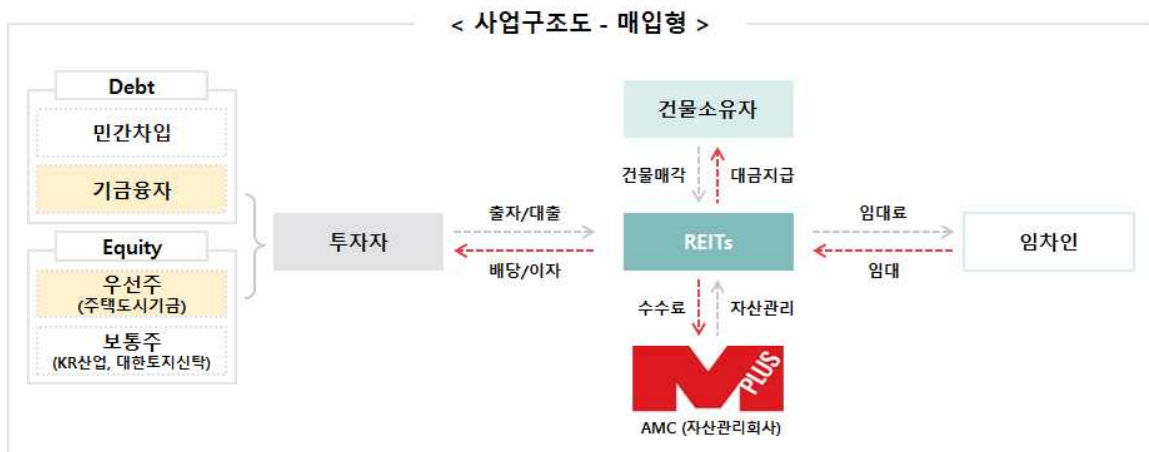 < 사업구조도 - 매입형 >
Debt
민간차입
기금융자
Equity
우선주
(주택도시기금)
보통주
(KR산업, 대한토지신탁)
투자자
출자/대출
배당/이자
건물소유자
건물매각
대금지급
REITs
수수료
자산관리
M PLUS
AMC (자산관리회사)
임대료
임대
임차인